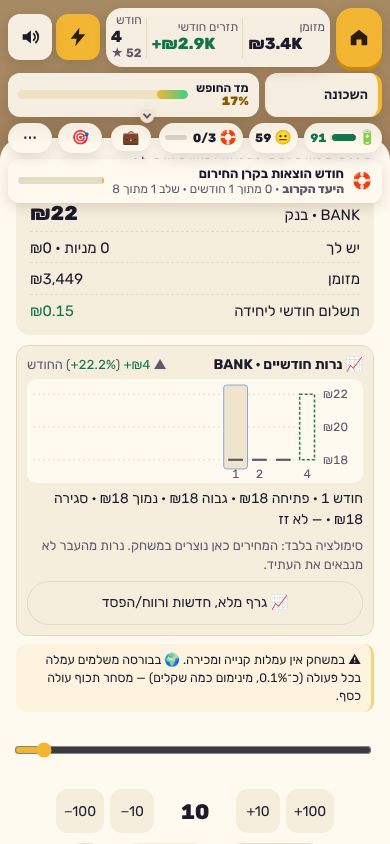 מזומן
₪3.4K
תזרים חודשי
+₪2.9K
חודש
4
★ 52
השכונה
מד החופש
17%
91
59
0/3
...
חודש הוצאות בקרן החירום
היעד הקרוב · 0 מתוך 1 חודשים · שלב 1 מתוך 8
BANK · בנק
₪22
יש לך
0 מניות · ₪0
מזומן
₪3,449
תשלום חודשי ליחידה
₪0.15
נרות חודשיים · BANK
▲ +₪4 (+22.2%) החודש
₪22
₪20
₪18
1 2 4
חודש 1 · פתיחה ₪18 · גבוה ₪18 · נמוך ₪18 · סגירה
₪18 · — לא זז
סימולציה בלבד: המחירים כאן נוצרים במשחק. נרות מהעבר לא
מנבאים את העתיד.
גרף מלא, חדשות ורווח/הפסד
⚠ במשחק אין עמלות קנייה ומכירה. 🌍 בבורסה משלמים עמלה
בכל פעולה (כ־0.1%, מינימום כמה שקלים) — מסחר תכוף עולה
כסף.
−100 −10 10 +10 +100